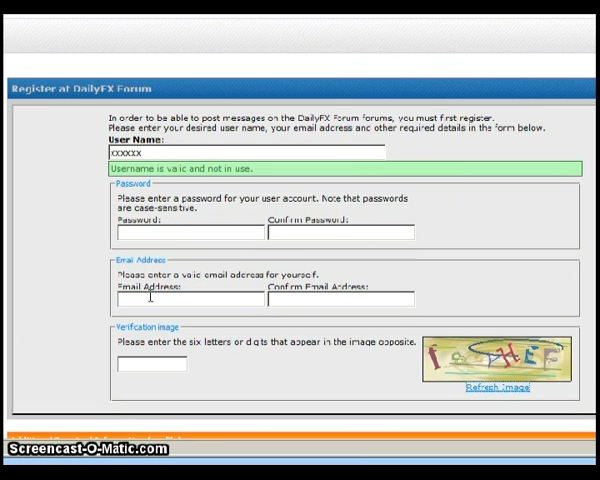 Register at DailyFX Forum
In order to be able to post messages on the DailyFX Forum forums, you must first register.
Please enter your desired user name, your email address and other required details in the form below.
User Name:
xxxxxx
Username is valid and not in use.
Password
Please enter a password for your user account. Note that passwords
are case-sensitive.
Password: Confirm Password:
Email Address
Please enter a valid email address for yourself.
Email Address: Confirm Email Address:
Verification Image
Please enter the six letters or digits that appear in the image opposite.
Refresh Image
Screencast-O-Matic.com